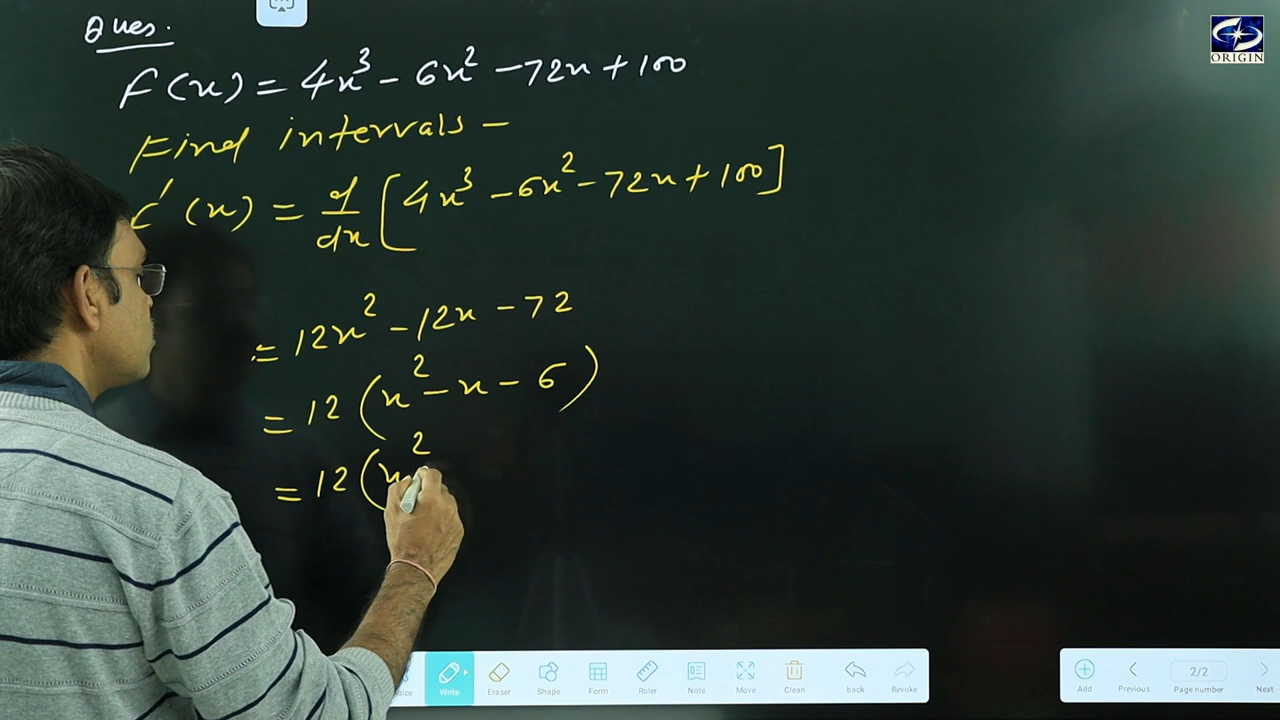 Ques.
f(x) = 4x³ - 6x² - 72x + 100
Find intervals -
f'(x) = d/dx [4x³ - 6x² - 72x + 100]
= 12x² - 12x - 72
= 12(x² - x - 6)
= 12(x²
ORIGIN
Write
Eraser
Shape
Form
Ruler
Note
Move
Clean
back
Revoke
Add
Previous
2/2
Page number
Next